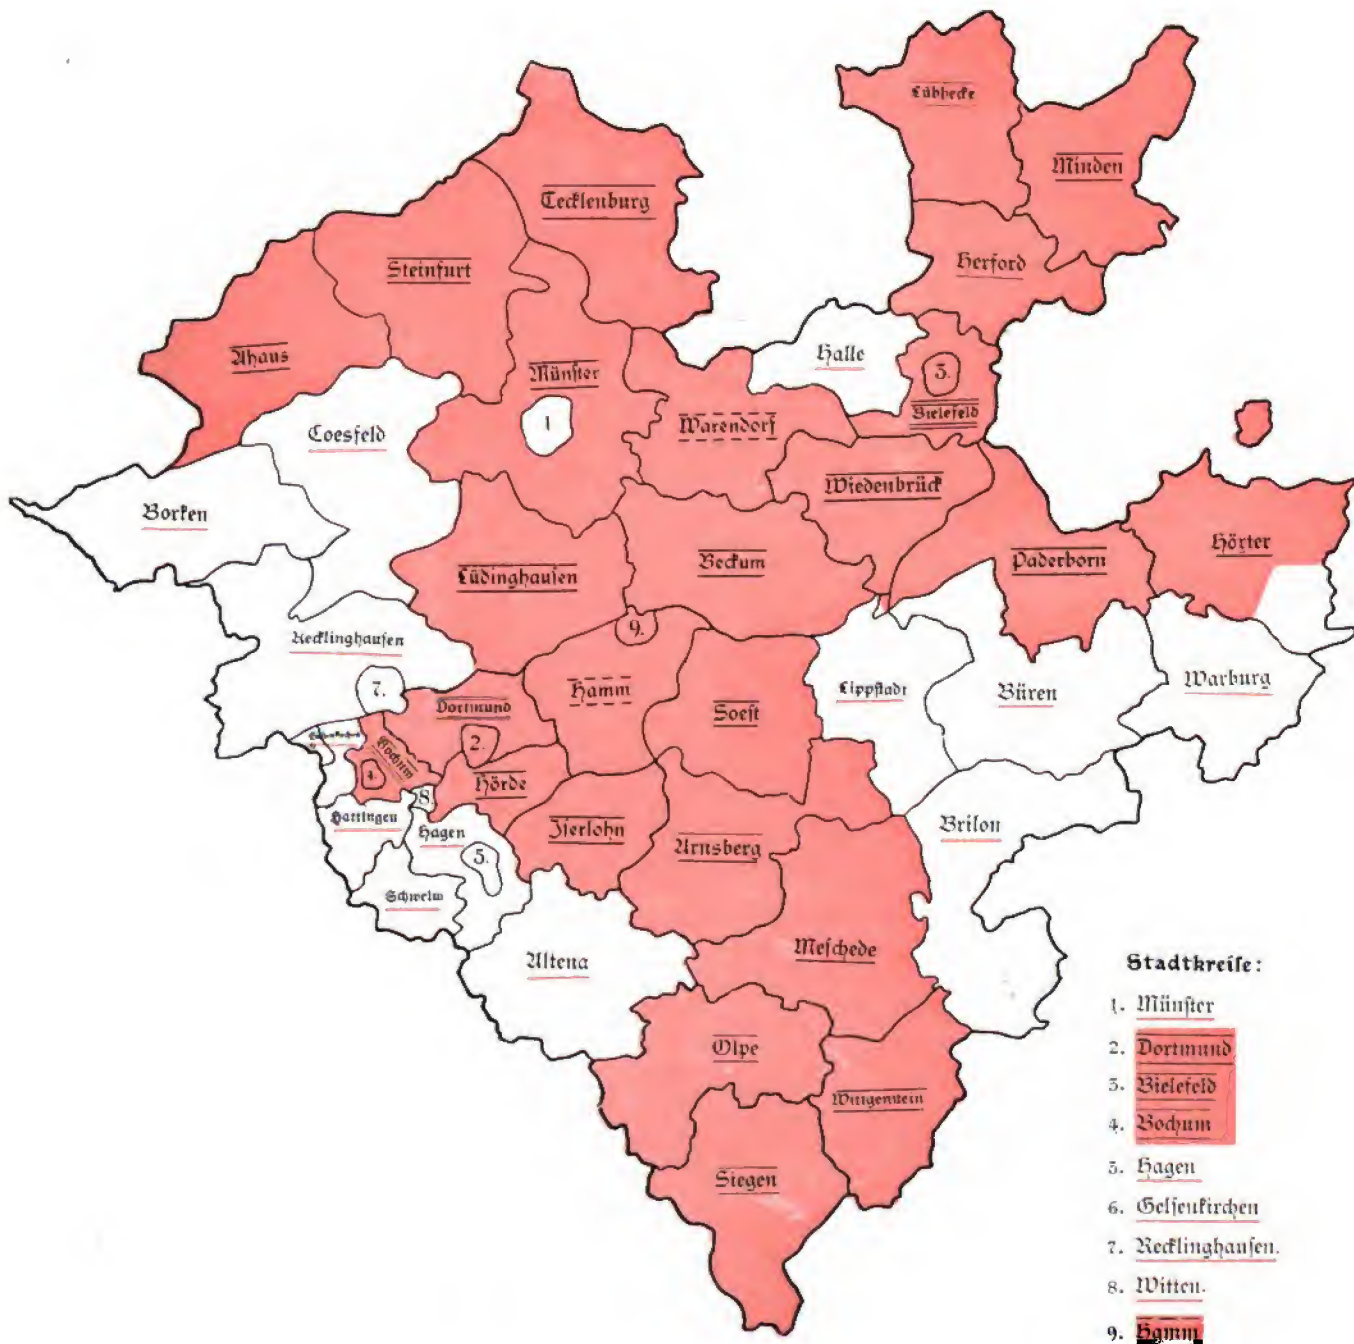 Lübbecke
Minden
Tecklenburg
Herford
Steinfurt
Ahaus
Münster
Halle
3.
Bielefeld
1
Warendorf
Coesfeld
Wiedenbrück
Borken
Höxter
Lüdinghausen
Beckum
Paderborn
9.
Recklinghausen
7.
Hamm
Lippstadt
Büren
Warburg
Dortmund
Soest
2.
Bochum
4.
Hörde
8.
Hattingen
Hagen
Iserlohn
Arnsberg
Brilon
5.
Schwelm
Altena
Meschede
Olpe
Wittgenstein
Siegen
Stadtkreise:
1. Münster
2. Dortmund
3. Bielefeld
4. Bochum
5. Hagen
6. Gelsenkirchen
7. Recklinghausen.
8. Witten.
9. Hamm